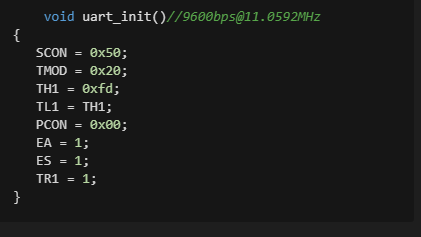 void uart_init()//9600bps@11.0592MHz
{
SCON = 0x50;
TMOD = 0x20;
TH1 = 0xfd;
TL1 = TH1;
PCON = 0x00;
EA = 1;
ES = 1;
TR1 = 1;
}